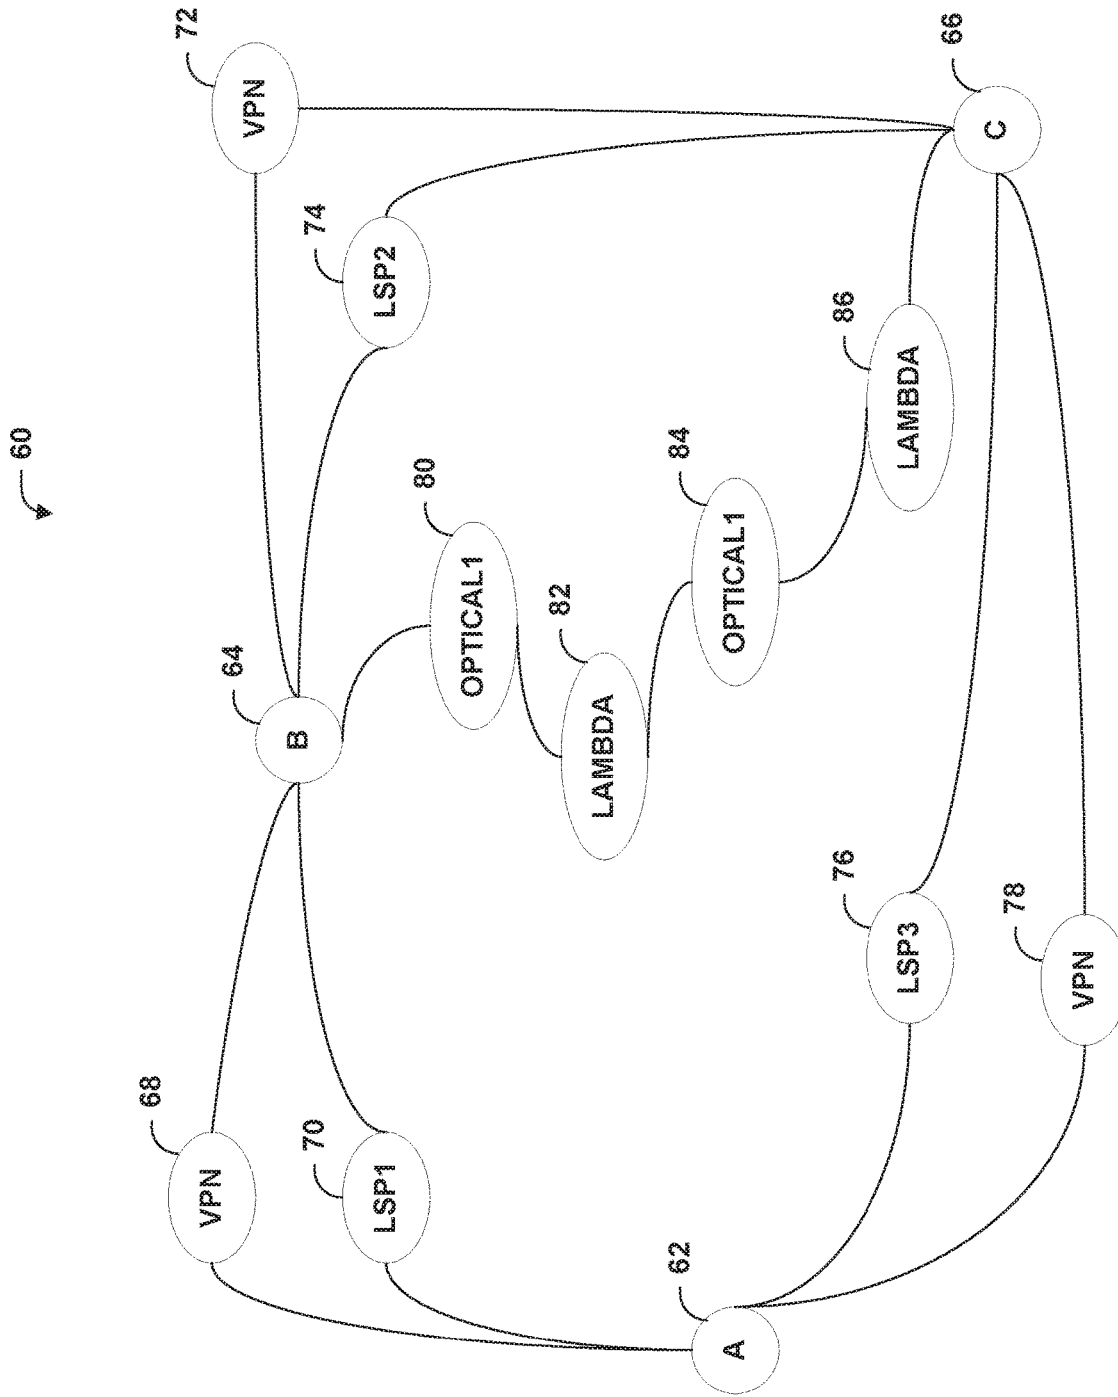 60
68
VPN
70
LSP1
64
B
72
VPN
74
LSP2
80
OPTICAL1
82
LAMBDA
84
OPTICAL1
86
LAMBDA
62
A
76
LSP3
78
VPN
66
C